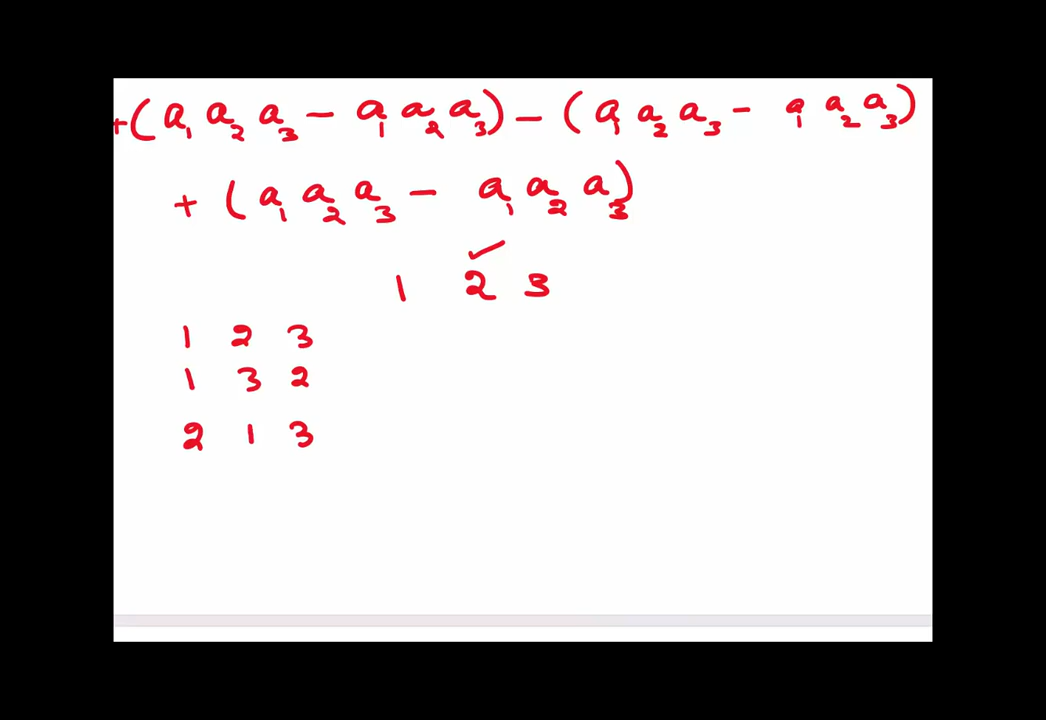 +(a₁ a₂ a₃ − a₁ a₂ a₃) − (a₁ a₂ a₃ − a₁ a₂ a₃)
+ (a₁ a₂ a₃ − a₁ a₂ a₃)
✓
1 2 3
1 2 3
1 3 2
2 1 3